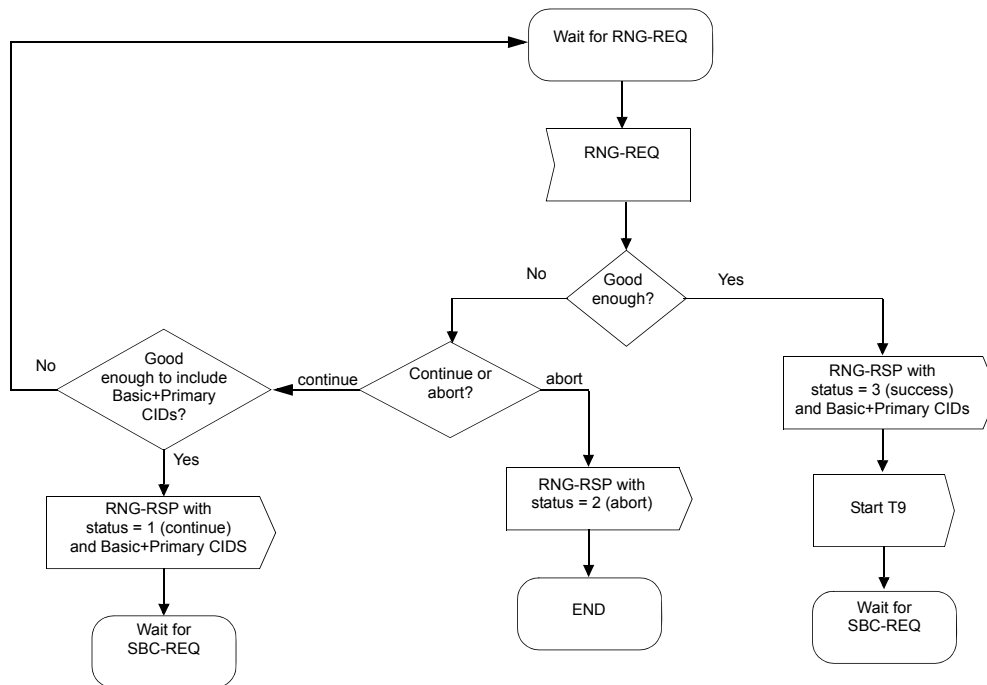 Wait for RNG-REQ
RNG-REQ
Good
enough?
No
Yes
Continue or
abort?
continue
abort
Good
enough to include
Basic+Primary
CIDs?
No
Yes
RNG-RSP with
status = 3 (success)
and Basic+Primary CIDs
RNG-RSP with
status = 1 (continue)
and Basic+Primary CIDS
RNG-RSP with
status = 2 (abort)
Start T9
Wait for
SBC-REQ
END
Wait for
SBC-REQ